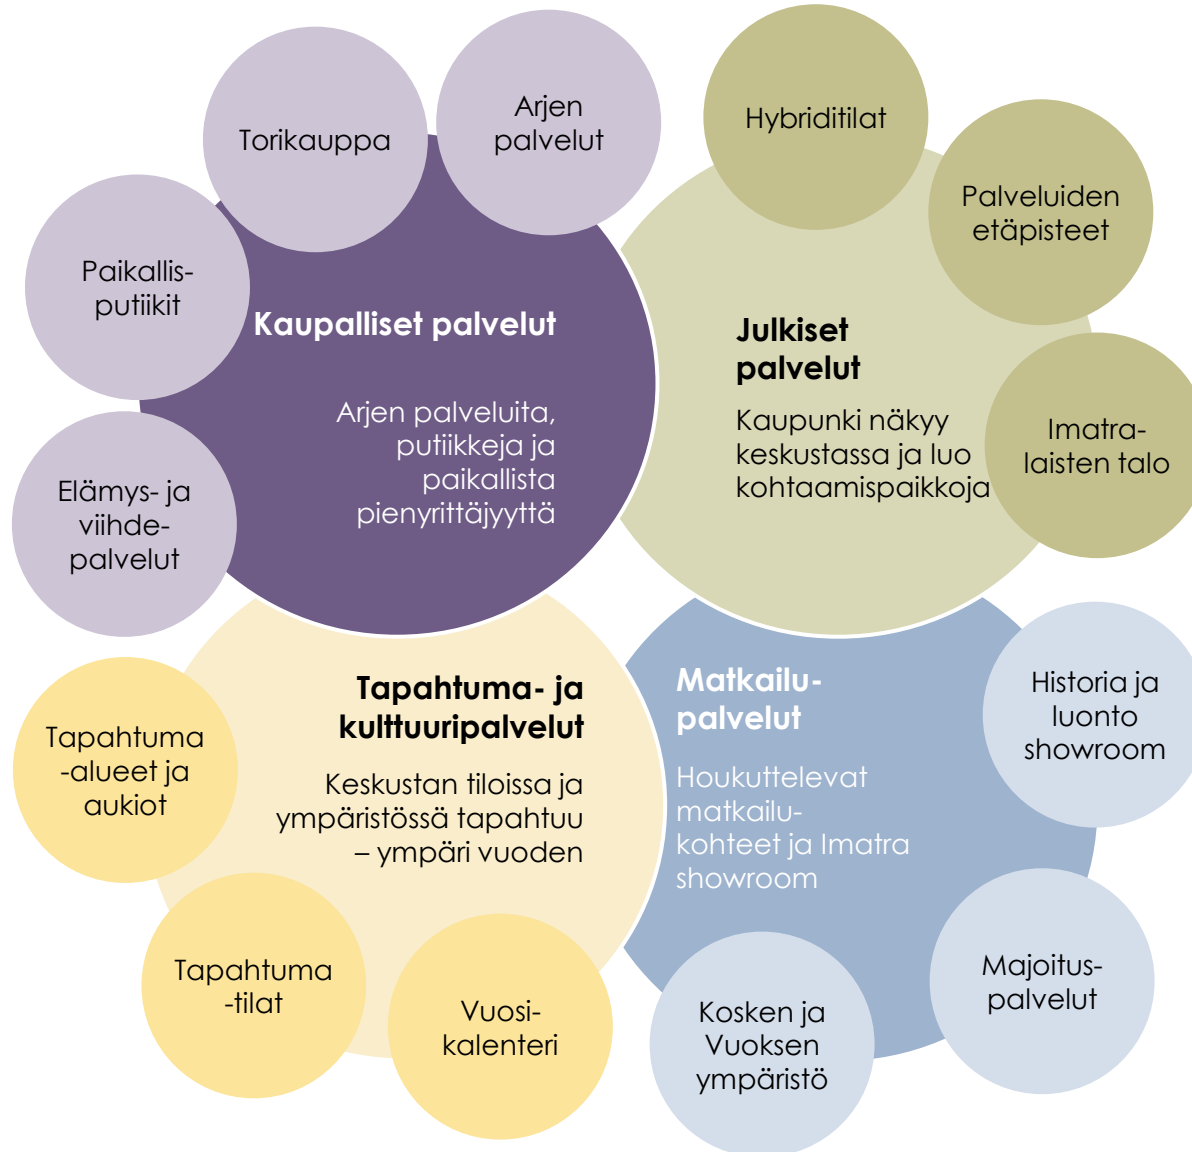 Arjen
palvelut
Torikauppa
Paikallis-
putiikit
Elämys- ja
viihde-
palvelut
Kaupalliset palvelut
Arjen palveluita,
putiikkeja ja
paikallista
pienyrittäjyyttä
Hybriditilat
Palveluiden
etäpisteet
Imatra-
laisten talo
Julkiset
palvelut
Kaupunki näkyy
keskustassa ja luo
kohtaamispaikkoja
Tapahtuma- ja
kulttuuripalvelut
Keskustan tiloissa ja
ympäristössä tapahtuu
– ympäri vuoden
Tapahtuma
-alueet ja
aukiot
Tapahtuma
-tilat
Vuosi-
kalenteri
Matkailu-
palvelut
Houkuttelevat
matkailu-
kohteet ja Imatra
showroom
Historia ja
luonto
showroom
Majoitus-
palvelut
Kosken ja
Vuoksen
ympäristö